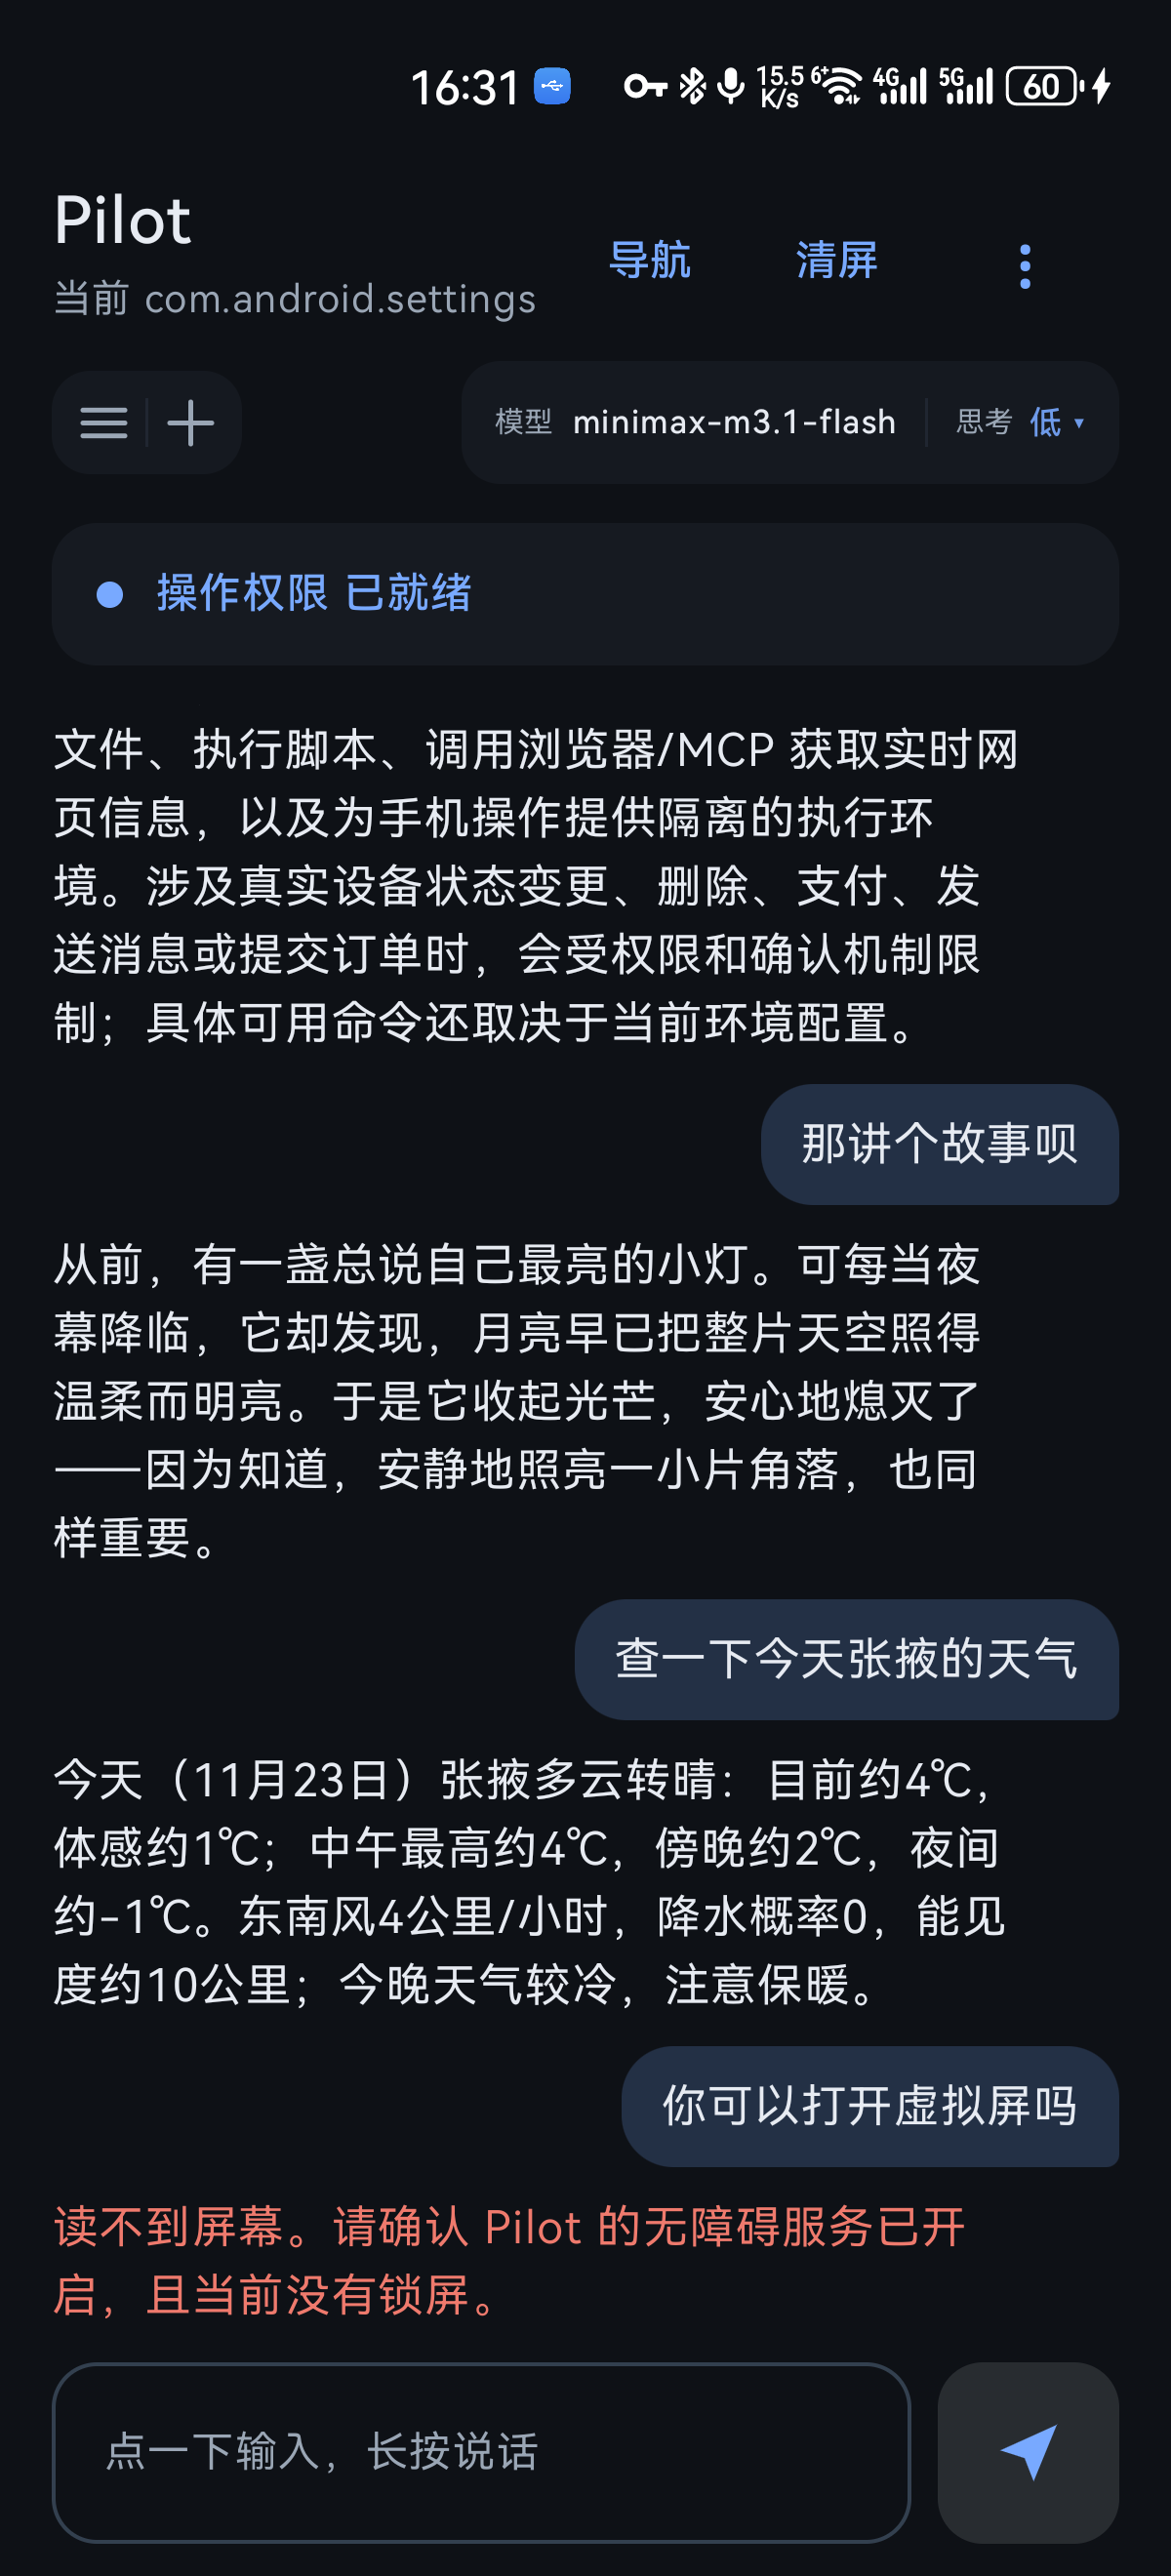 16:31
15.5 K/s 6+ 4G 5G 60
Pilot
导航 清屏
当前 com.android.settings
模型 minimax-m3.1-flash 思考 低 ▾
操作权限 已就绪
文件、执行脚本、调用浏览器/MCP 获取实时网
页信息，以及为手机操作提供隔离的执行环
境。涉及真实设备状态变更、删除、支付、发
送消息或提交订单时，会受权限和确认机制限
制；具体可用命令还取决于当前环境配置。
那讲个故事呗
从前，有一盏总说自己最亮的小灯。可每当夜
幕降临，它却发现，月亮早已把整片天空照得
温柔而明亮。于是它收起光芒，安心地熄灭了
——因为知道，安静地照亮一小片角落，也同
样重要。
查一下今天张掖的天气
今天（11月23日）张掖多云转晴：目前约4℃，
体感约1℃；中午最高约4℃，傍晚约2℃，夜间
约-1℃。东南风4公里/小时，降水概率0，能见
度约10公里；今晚天气较冷，注意保暖。
你可以打开虚拟屏吗
读不到屏幕。请确认 Pilot 的无障碍服务已开
启，且当前没有锁屏。
点一下输入，长按说话